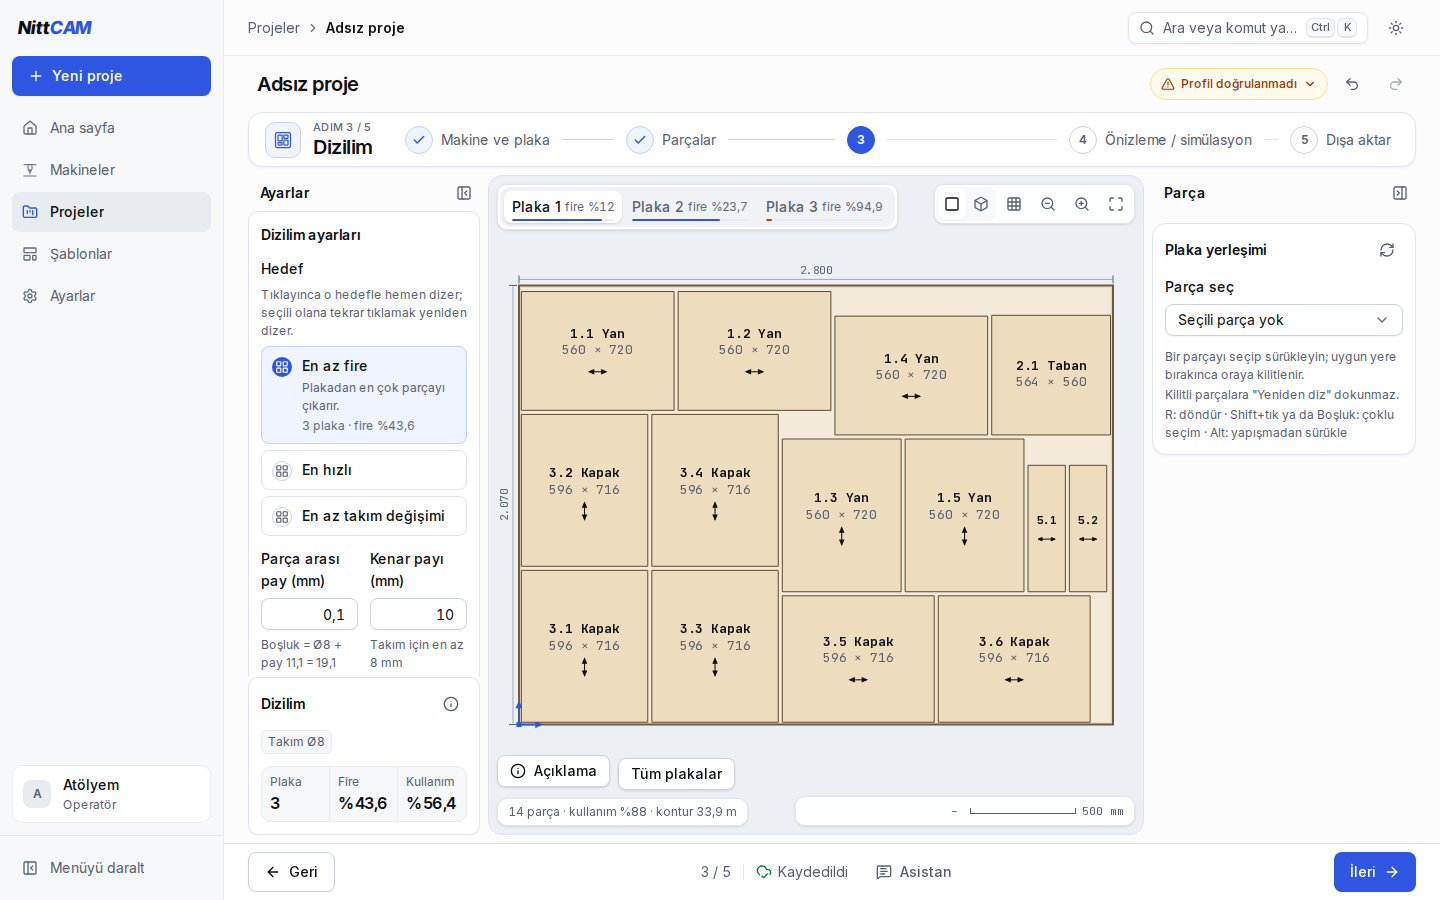 NittCAM
Yeni proje
Ana sayfa
Makineler
Projeler
Şablonlar
Ayarlar
A
Atölyem
Operatör
Menüyü daralt
Projeler > Adsız proje
Ara veya komut ya... Ctrl K
Adsız proje
Profil doğrulanmadı
ADIM 3 / 5
Dizilim
Makine ve plaka
Parçalar
3
4 Önizleme / simülasyon
5 Dışa aktar
Ayarlar
Dizilim ayarları
Hedef
Tıklayınca o hedefle hemen dizer;
seçili olana tekrar tıklamak yeniden
dizer.
En az fire
Plakadan en çok parçayı
çıkarır.
3 plaka · fire %43,6
En hızlı
En az takım değişimi
Parça arası
pay (mm)
Kenar payı
(mm)
0,1
10
Boşluk = Ø8 +
pay 11,1 = 19,1
Takım için en az
8 mm
Dizilim
Takım Ø8
Plaka
3
Fire
%43,6
Kullanım
%56,4
Plaka 1 fire %12
Plaka 2 fire %23,7
Plaka 3 fire %94,9
2.800
2.070
1.1 Yan
560 × 720
1.2 Yan
560 × 720
1.4 Yan
560 × 720
2.1 Taban
564 × 560
3.2 Kapak
596 × 716
3.4 Kapak
596 × 716
1.3 Yan
560 × 720
1.5 Yan
560 × 720
5.1
5.2
3.1 Kapak
596 × 716
3.3 Kapak
596 × 716
3.5 Kapak
596 × 716
3.6 Kapak
596 × 716
Açıklama
Tüm plakalar
14 parça · kullanım %88 · kontur 33,9 m
– 500 mm
Parça
Plaka yerleşimi
Parça seç
Seçili parça yok
Bir parçayı seçip sürükleyin; uygun yere
bırakınca oraya kilitlenir.
Kilitli parçalara "Yeniden diz" dokunmaz.
R: döndür · Shift+tık ya da Boşluk: çoklu
seçim · Alt: yapışmadan sürükle
Geri
3 / 5
Kaydedildi
Asistan
İleri